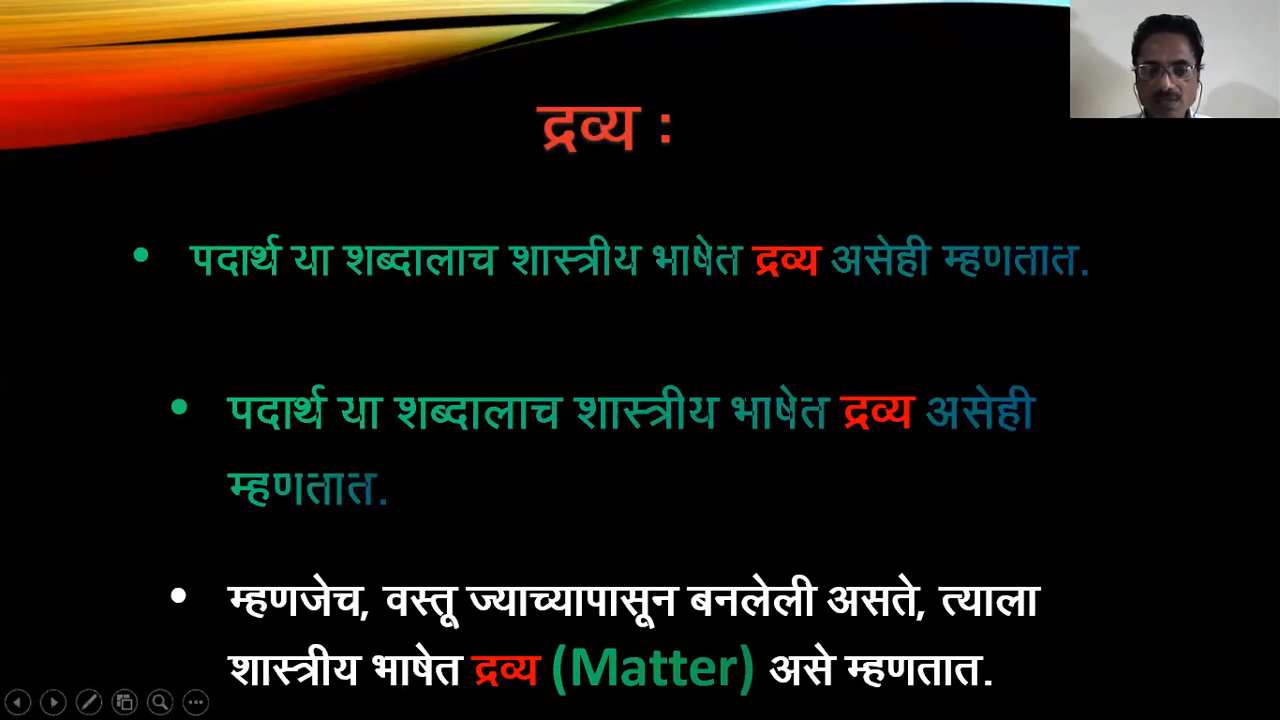 द्रव्य :
• पदार्थ या शब्दालाच शास्त्रीय भाषेत द्रव्य असेही म्हणतात.
• पदार्थ या शब्दालाच शास्त्रीय भाषेत द्रव्य असेही
म्हणतात.
• म्हणजेच, वस्तू ज्याच्यापासून बनलेली असते, त्याला
शास्त्रीय भाषेत द्रव्य (Matter) असे म्हणतात.